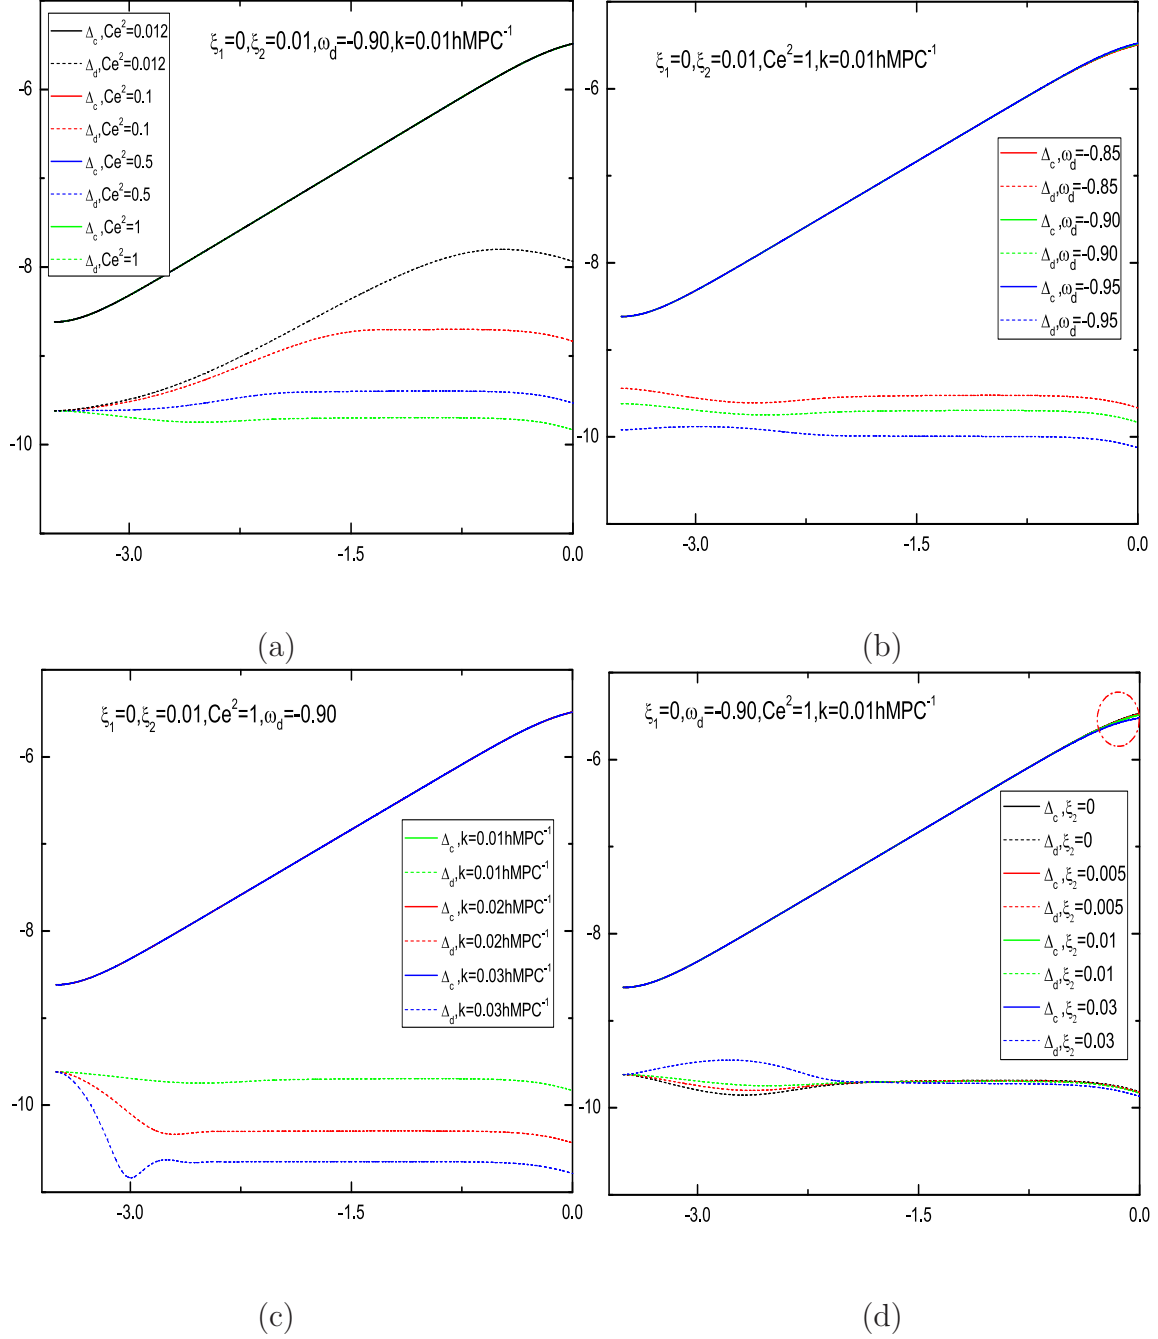 Δc,Ce²=0.012
Δd,Ce²=0.012
Δc,Ce²=0.1
Δd,Ce²=0.1
Δc,Ce²=0.5
Δd,Ce²=0.5
Δc,Ce²=1
Δd,Ce²=1
ξ₁=0,ξ₂=0.01,ωd=-0.90,k=0.01hMPC⁻¹
-6
-8
-10
-3.0 -1.5 0.0
(a)
ξ₁=0,ξ₂=0.01,Ce²=1,k=0.01hMPC⁻¹
Δc,ωd=-0.85
Δd,ωd=-0.85
Δc,ωd=-0.90
Δd,ωd=-0.90
Δc,ωd=-0.95
Δd,ωd=-0.95
-6
-8
-10
-3.0 -1.5 0.0
(b)
ξ₁=0,ξ₂=0.01,Ce²=1,ωd=-0.90
Δc,k=0.01hMPC⁻¹
Δd,k=0.01hMPC⁻¹
Δc,k=0.02hMPC⁻¹
Δd,k=0.02hMPC⁻¹
Δc,k=0.03hMPC⁻¹
Δd,k=0.03hMPC⁻¹
-6
-8
-10
-3.0 -1.5 0.0
(c)
ξ₁=0,ωd=-0.90,Ce²=1,k=0.01hMPC⁻¹
Δc,ξ₂=0
Δd,ξ₂=0
Δc,ξ₂=0.005
Δd,ξ₂=0.005
Δc,ξ₂=0.01
Δd,ξ₂=0.01
Δc,ξ₂=0.03
Δd,ξ₂=0.03
-6
-8
-10
-3.0 -1.5 0.0
(d)